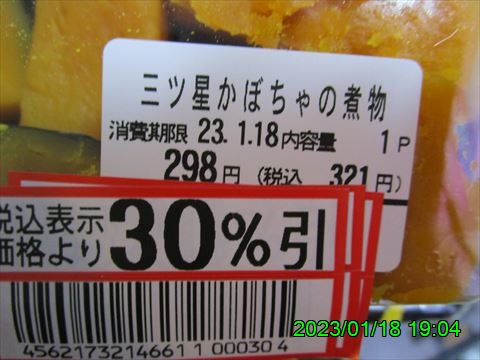 三ツ星かぼちゃの煮物
消費期限 23.1.18 内容量 1P
298円 (税込 321円)
税込表示
価格より
30%引
4562173214661 1 00030 4
2023/01/18 19:04